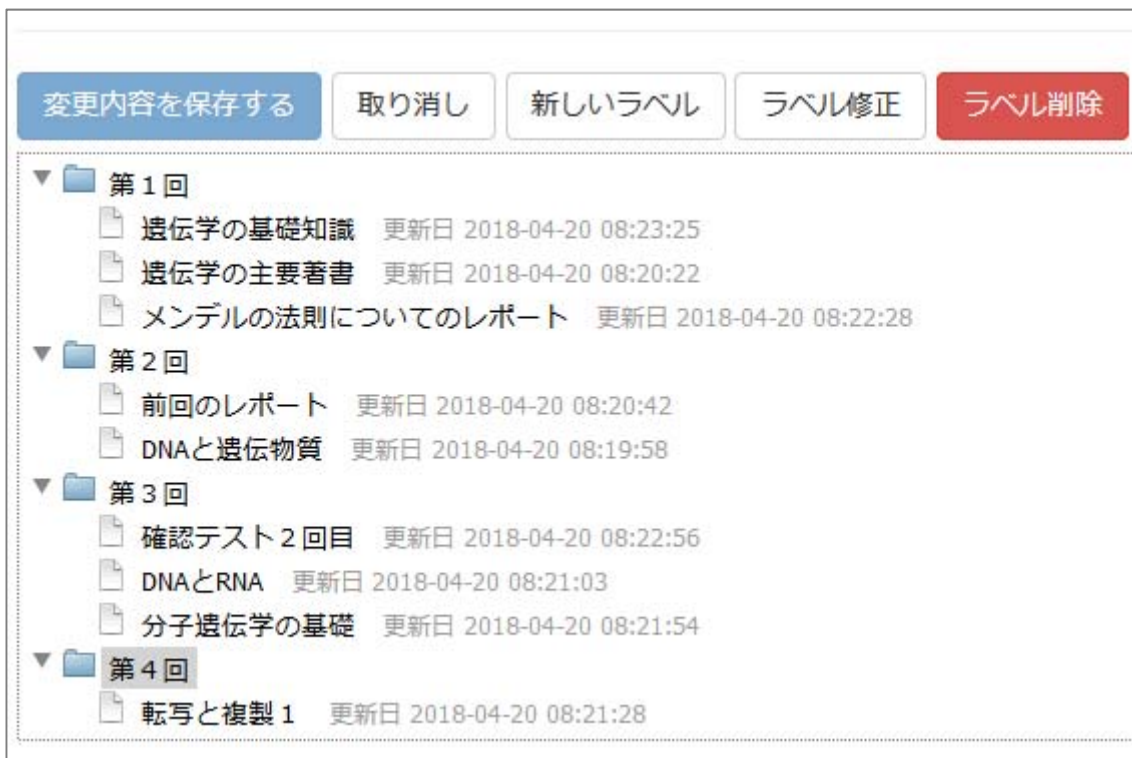 変更内容を保存する 取り消し 新しいラベル ラベル修正 ラベル削除
第１回
遺伝学の基礎知識 更新日 2018-04-20 08:23:25
遺伝学の主要著書 更新日 2018-04-20 08:20:22
メンデルの法則についてのレポート 更新日 2018-04-20 08:22:28
第２回
前回のレポート 更新日 2018-04-20 08:20:42
DNAと遺伝物質 更新日 2018-04-20 08:19:58
第３回
確認テスト２回目 更新日 2018-04-20 08:22:56
DNAとRNA 更新日 2018-04-20 08:21:03
分子遺伝学の基礎 更新日 2018-04-20 08:21:54
第４回
転写と複製１ 更新日 2018-04-20 08:21:28